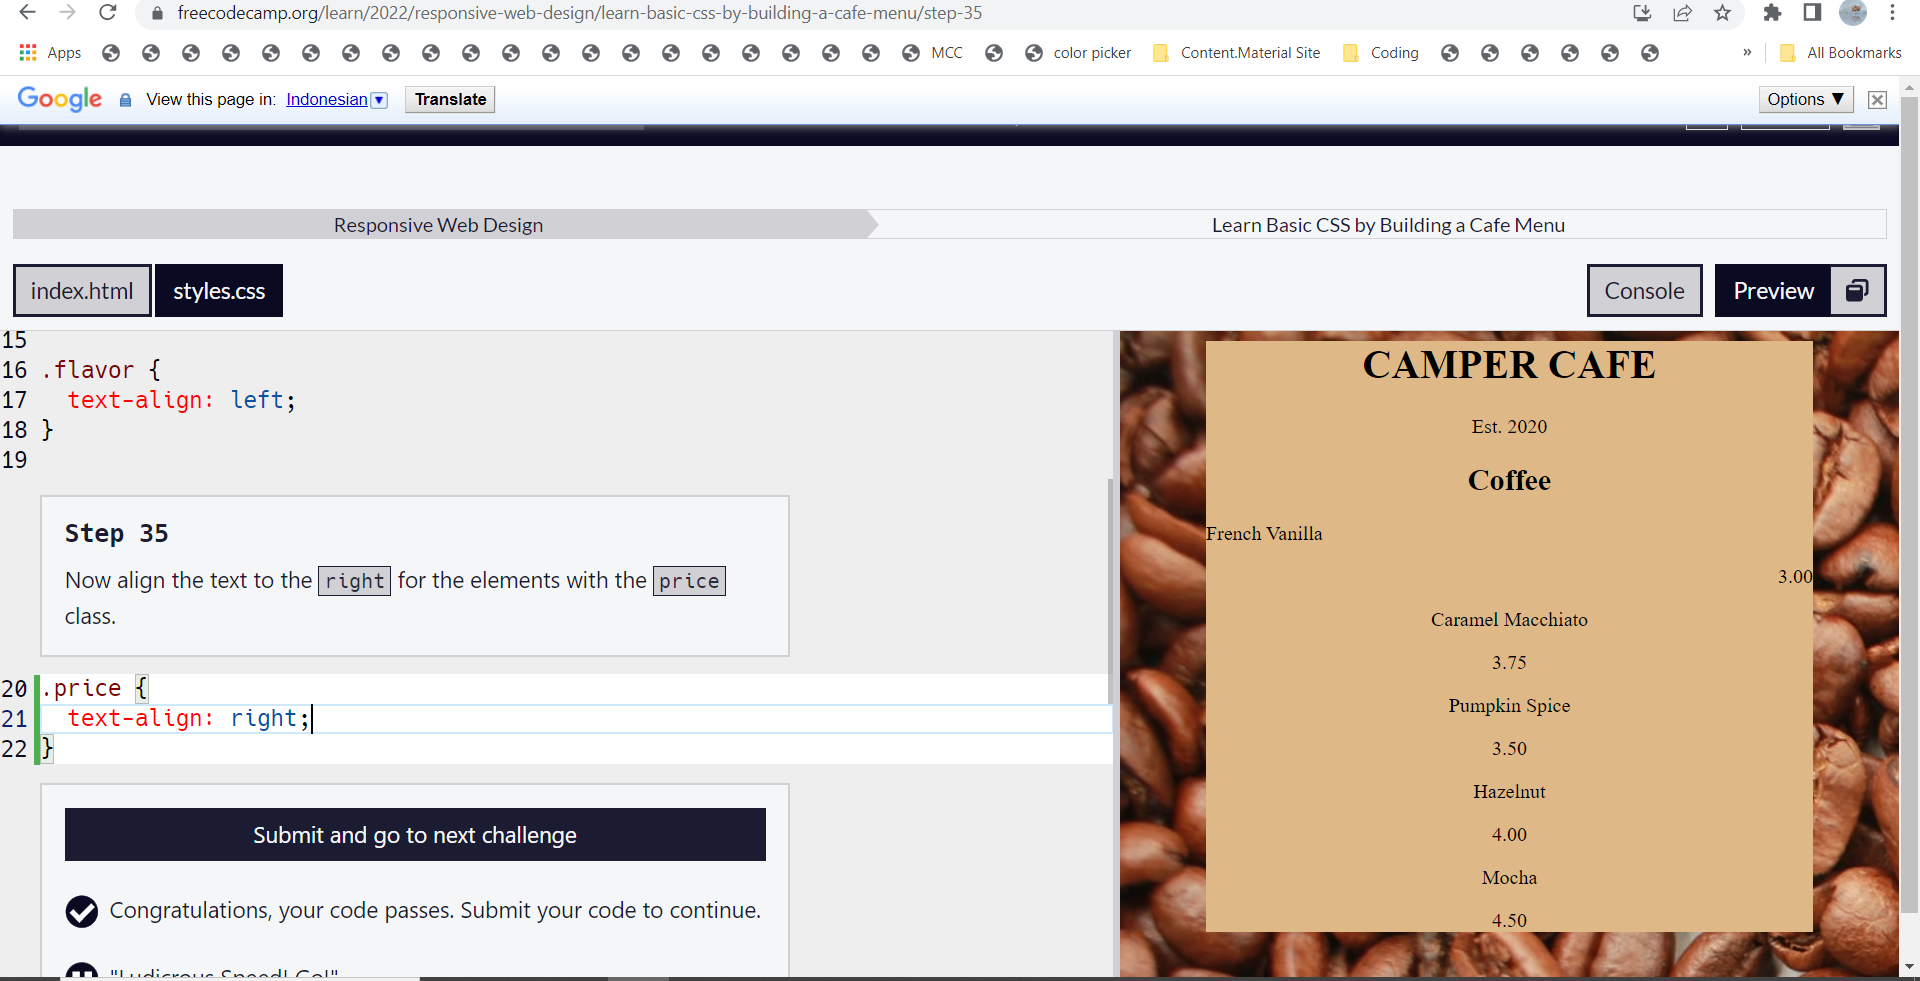 freecodecamp.org/learn/2022/responsive-web-design/learn-basic-css-by-building-a-cafe-menu/step-35
Apps MCC color picker Content.Material Site Coding » All Bookmarks
Google View this page in: Indonesian Translate Options ▼
Responsive Web Design Learn Basic CSS by Building a Cafe Menu
index.html styles.css Console Preview
15
16 .flavor {
17 text-align: left;
18 }
19
Step 35
Now align the text to the right for the elements with the price
class.
20 .price {
21 text-align: right;
22 }
Submit and go to next challenge
Congratulations, your code passes. Submit your code to continue.
"Ludicrous Speed! Go!"
CAMPER CAFE
Est. 2020
Coffee
French Vanilla
3.00
Caramel Macchiato
3.75
Pumpkin Spice
3.50
Hazelnut
4.00
Mocha
4.50